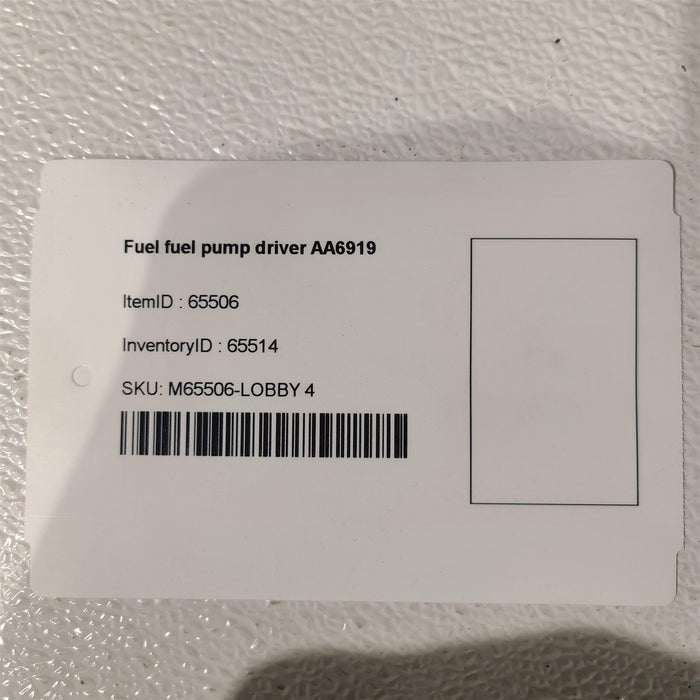 Fuel fuel pump driver AA6919
ItemID : 65506
InventoryID : 65514
SKU: M65506-LOBBY 4